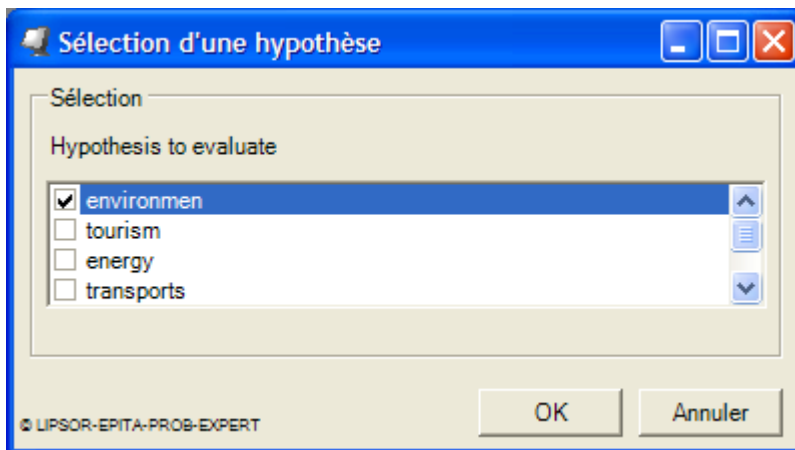 Sélection d'une hypothèse
Sélection
Hypothesis to evaluate
environmen
tourism
energy
transports
OK
Annuler
© LIPSOR-EPITA-PROB-EXPERT